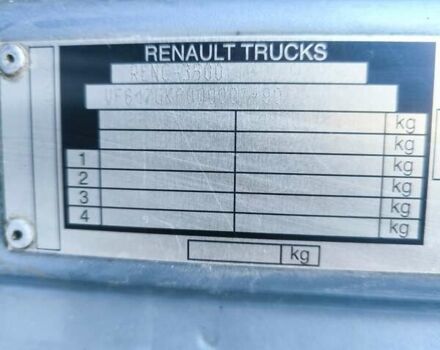 RENAULT TRUCKS
kg
kg
1 kg
2 kg
3 kg
4 kg
kg